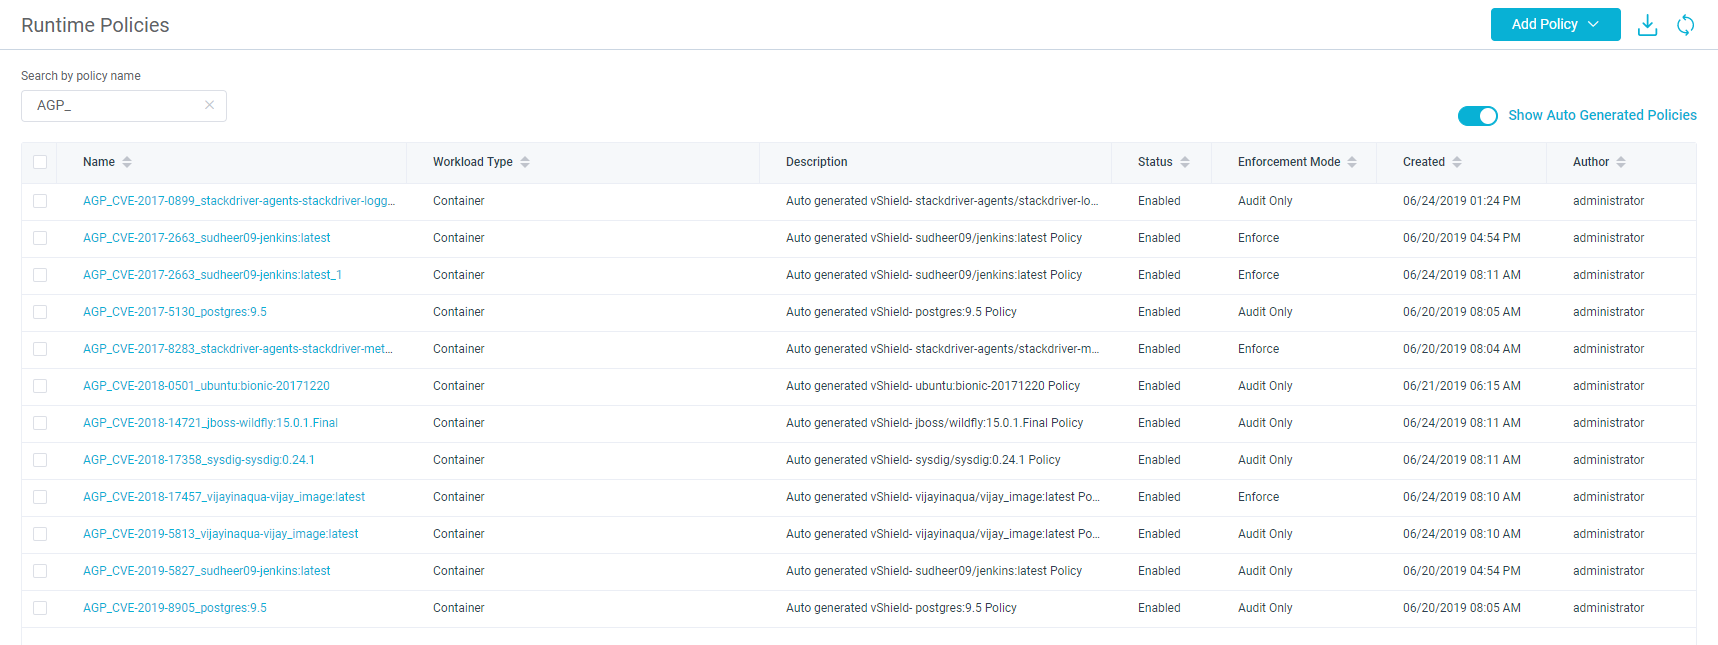 Runtime Policies
Add Policy
Search by policy name
AGP_
Show Auto Generated Policies
Name Workload Type Description Status Enforcement Mode Created Author
AGP_CVE-2017-0899_stackdriver-agents-stackdriver-logg... Container Auto generated vShield- stackdriver-agents/stackdriver-lo... Enabled Audit Only 06/24/2019 01:24 PM administrator
AGP_CVE-2017-2663_sudheer09-jenkins:latest Container Auto generated vShield- sudheer09/jenkins:latest Policy Enabled Enforce 06/20/2019 04:54 PM administrator
AGP_CVE-2017-2663_sudheer09-jenkins:latest_1 Container Auto generated vShield- sudheer09/jenkins:latest Policy Enabled Enforce 06/24/2019 08:11 AM administrator
AGP_CVE-2017-5130_postgres:9.5 Container Auto generated vShield- postgres:9.5 Policy Enabled Audit Only 06/20/2019 08:05 AM administrator
AGP_CVE-2017-8283_stackdriver-agents-stackdriver-met... Container Auto generated vShield- stackdriver-agents/stackdriver-m... Enabled Enforce 06/20/2019 08:04 AM administrator
AGP_CVE-2018-0501_ubuntu:bionic-20171220 Container Auto generated vShield- ubuntu:bionic-20171220 Policy Enabled Audit Only 06/21/2019 06:15 AM administrator
AGP_CVE-2018-14721_jboss-wildfly:15.0.1.Final Container Auto generated vShield- jboss/wildfly:15.0.1.Final Policy Enabled Audit Only 06/24/2019 08:11 AM administrator
AGP_CVE-2018-17358_sysdig-sysdig:0.24.1 Container Auto generated vShield- sysdig/sysdig:0.24.1 Policy Enabled Audit Only 06/24/2019 08:11 AM administrator
AGP_CVE-2018-17457_vijayinaqua-vijay_image:latest Container Auto generated vShield- vijayinaqua/vijay_image:latest Po... Enabled Enforce 06/24/2019 08:10 AM administrator
AGP_CVE-2019-5813_vijayinaqua-vijay_image:latest Container Auto generated vShield- vijayinaqua/vijay_image:latest Po... Enabled Audit Only 06/24/2019 08:10 AM administrator
AGP_CVE-2019-5827_sudheer09-jenkins:latest Container Auto generated vShield- sudheer09/jenkins:latest Policy Enabled Audit Only 06/20/2019 04:54 PM administrator
AGP_CVE-2019-8905_postgres:9.5 Container Auto generated vShield- postgres:9.5 Policy Enabled Audit Only 06/20/2019 08:05 AM administrator